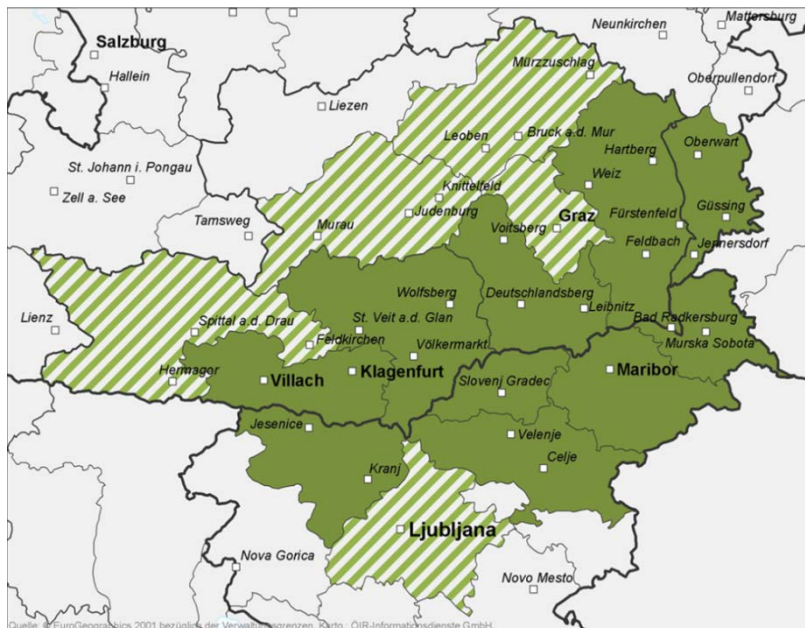 Neunkirchen
Mattersburg
Salzburg
Hallein
Mürzzuschlag
Oberpullendorf
Liezen
Leoben
Bruck a.d. Mur
Hartberg
Oberwart
St. Johann i. Pongau
Zell a. See
Weiz
Knittelfeld
Judenburg
Murau
Tamsweg
Graz
Fürstenfeld
Güssing
Voitsberg
Feldbach
Jennersdorf
Wolfsberg
Deutschlandsberg
Leibnitz
Lienz
Spittal a.d. Drau
St. Veit a.d. Glan
Bad Radkersburg
Feldkirchen
Völkermarkt
Murska Sobota
Hermagor
Villach
Klagenfurt
Maribor
Slovenj Gradec
Jesenice
Velenje
Celje
Kranj
Ljubljana
Nova Gorica
Novo Mesto
Quelle: © EuroGeographics 2001 bezüglich der Verwaltungsgrenzen, Karto.: ÖIR-Informationsdienste GmbH